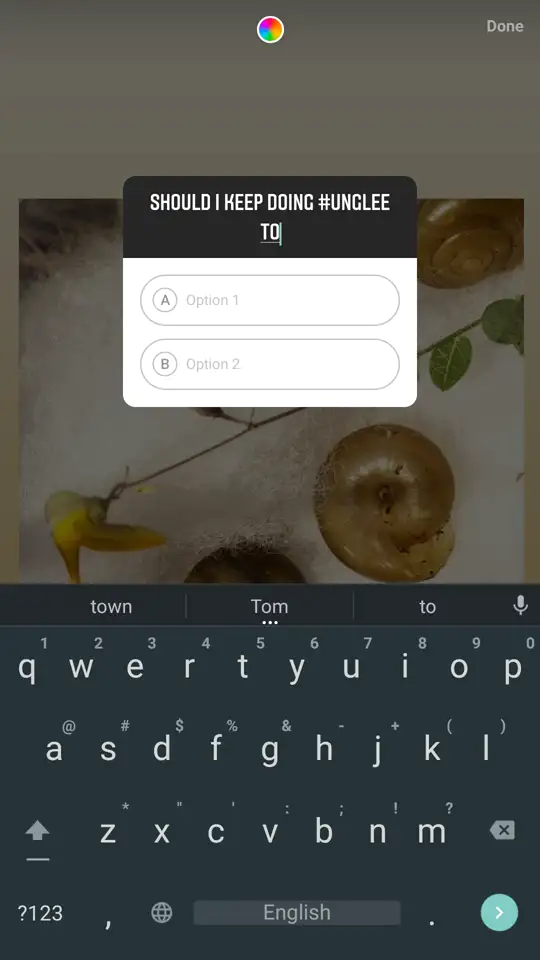 Done
SHOULD I KEEP DOING #UNGLEE
TO
A Option 1
B Option 2
town Tom to
1 2 3 4 5 6 7 8 9 0
q w e r t y u i o p
@ # $ % & - + ( )
a s d f g h j k l
* " ' : ; ! ?
z x c v b n m
?123 , English .